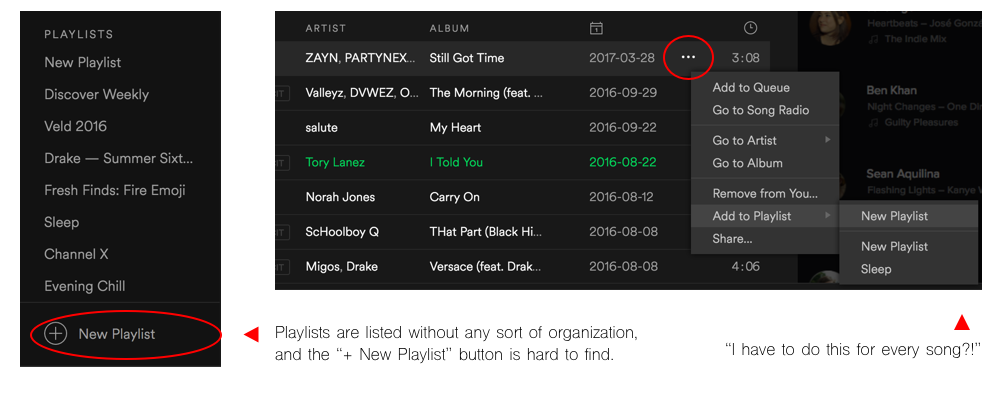 PLAYLISTS
New Playlist
Discover Weekly
Veld 2016
Drake — Summer Sixt...
Fresh Finds: Fire Emoji
Sleep
Channel X
Evening Chill
New Playlist
ARTIST ALBUM
ZAYN, PARTYNEX... Still Got Time 2017-03-28 ••• 3:08
Valleyz, DVWEZ, O... The Morning (feat. ... 2016-09-29
salute My Heart 2016-09-22
Tory Lanez I Told You 2016-08-22
Norah Jones Carry On 2016-08-12
ScHoolboy Q THat Part (Black Hi... 2016-08-08
Migos, Drake Versace (feat. Drak... 2016-08-08 4:06
Add to Queue
Go to Song Radio
Go to Artist
Go to Album
Remove from You...
Add to Playlist
Share...
New Playlist
New Playlist
Sleep
Heartbeats – José Gonzá
The Indie Mix
Ben Khan
Night Changes – One Di
Guilty Pleasures
Sean Aquilina
Flashing Lights – Kanye W
Playlists are listed without any sort of organization,
and the “+ New Playlist” button is hard to find.
“I have to do this for every song?!”